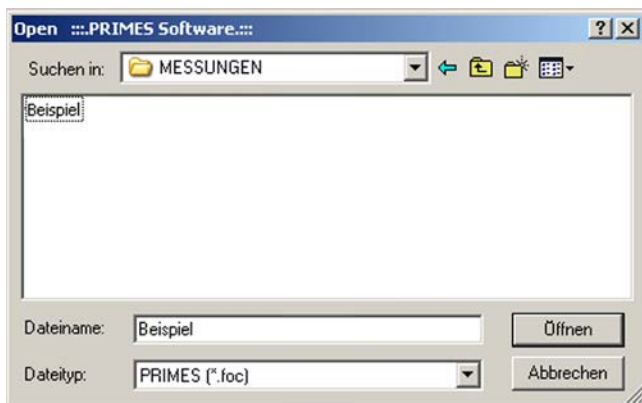 Open :::.PRIMES Software.:::
Suchen in: MESSUNGEN
Beispiel
Dateiname: Beispiel Öffnen
Dateityp: PRIMES (*.foc) Abbrechen